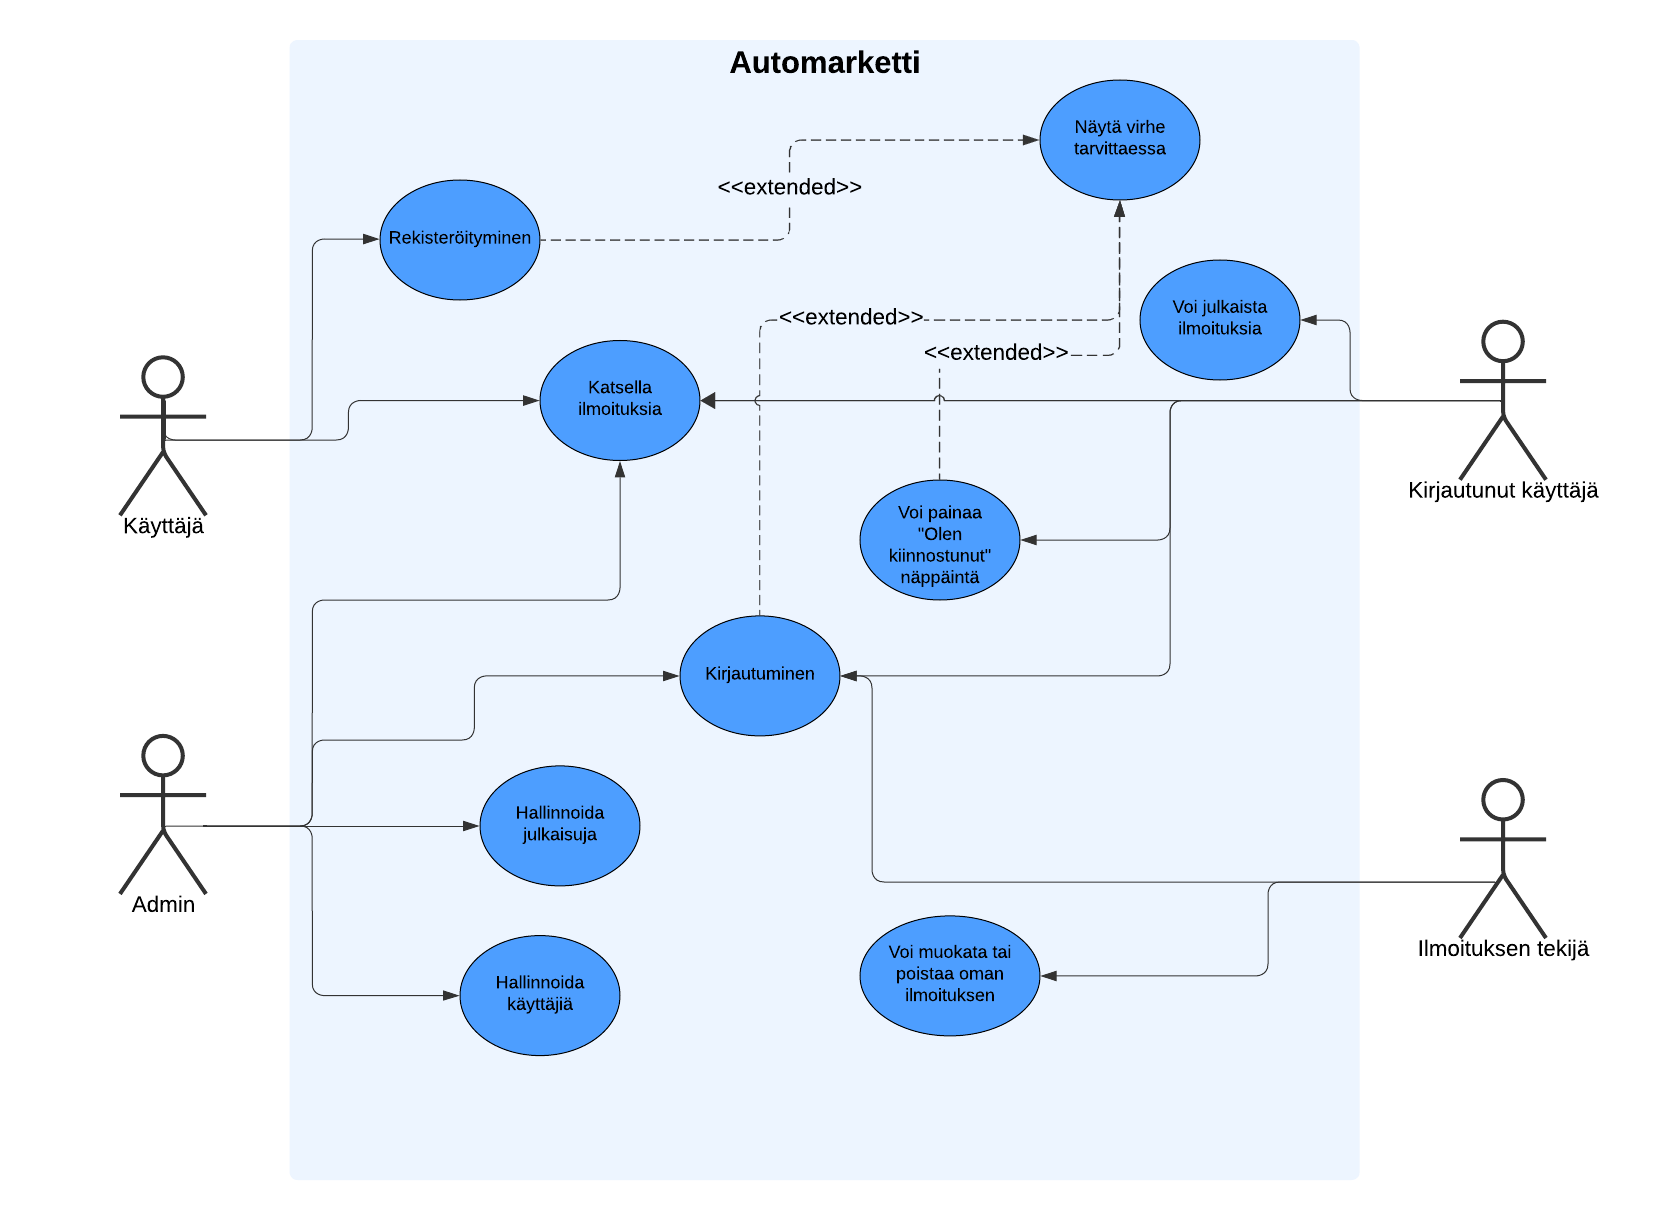 Automarketti
Näytä virhe
tarvittaessa
<<extended>>
Rekisteröityminen
<<extended>>
Voi julkaista
ilmoituksia
<<extended>>
Katsella
ilmoituksia
Käyttäjä
Kirjautunut käyttäjä
Voi painaa
"Olen
kiinnostunut"
näppäintä
Kirjautuminen
Hallinnoida
julkaisuja
Admin
Ilmoituksen tekijä
Voi muokata tai
poistaa oman
ilmoituksen
Hallinnoida
käyttäjiä